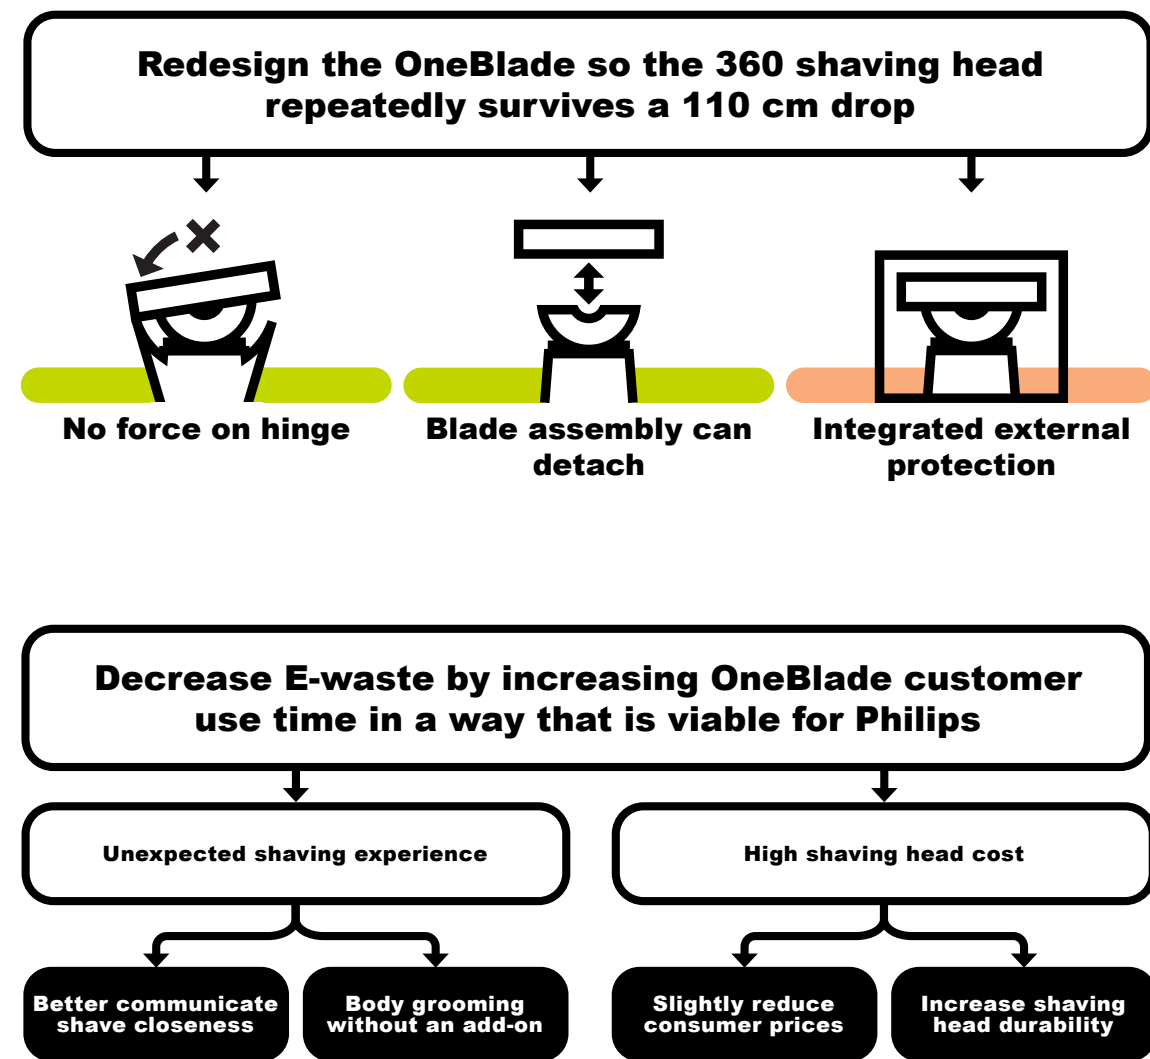 Redesign the OneBlade so the 360 shaving head
repeatedly survives a 110 cm drop
No force on hinge
Blade assembly can
detach
Integrated external
protection
Decrease E-waste by increasing OneBlade customer
use time in a way that is viable for Philips
Unexpected shaving experience
High shaving head cost
Better communicate
shave closeness
Body grooming
without an add-on
Slightly reduce
consumer prices
Increase shaving
head durability